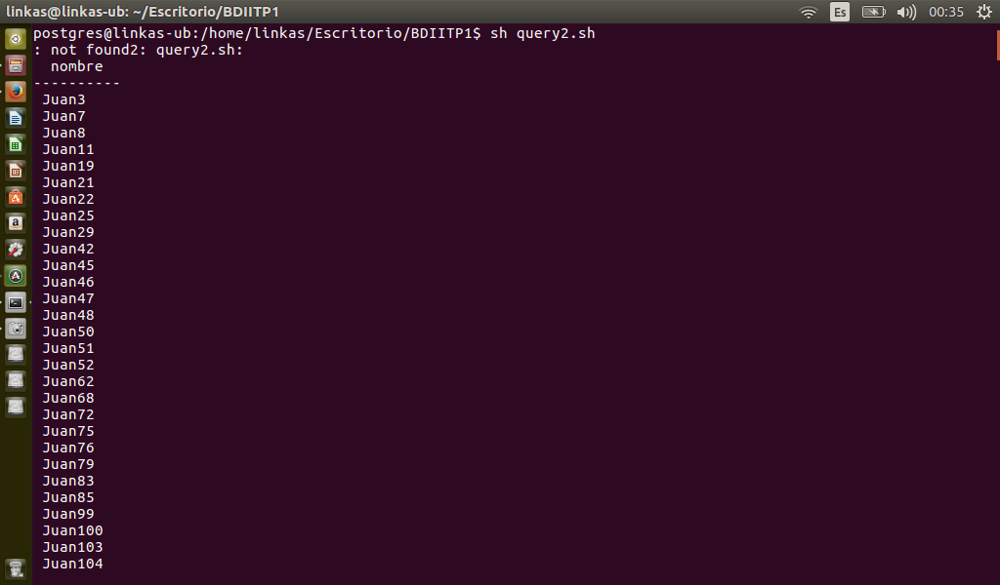 linkas@linkas-ub: ~/Escritorio/BDIITP1
Es
00:35
postgres@linkas-ub:/home/linkas/Escritorio/BDIITP1$ sh query2.sh
: not found2: query2.sh:
nombre
----------
Juan3
Juan7
Juan8
Juan11
Juan19
Juan21
Juan22
Juan25
Juan29
Juan42
Juan45
Juan46
Juan47
Juan48
Juan50
Juan51
Juan52
Juan62
Juan68
Juan72
Juan75
Juan76
Juan79
Juan83
Juan85
Juan99
Juan100
Juan103
Juan104